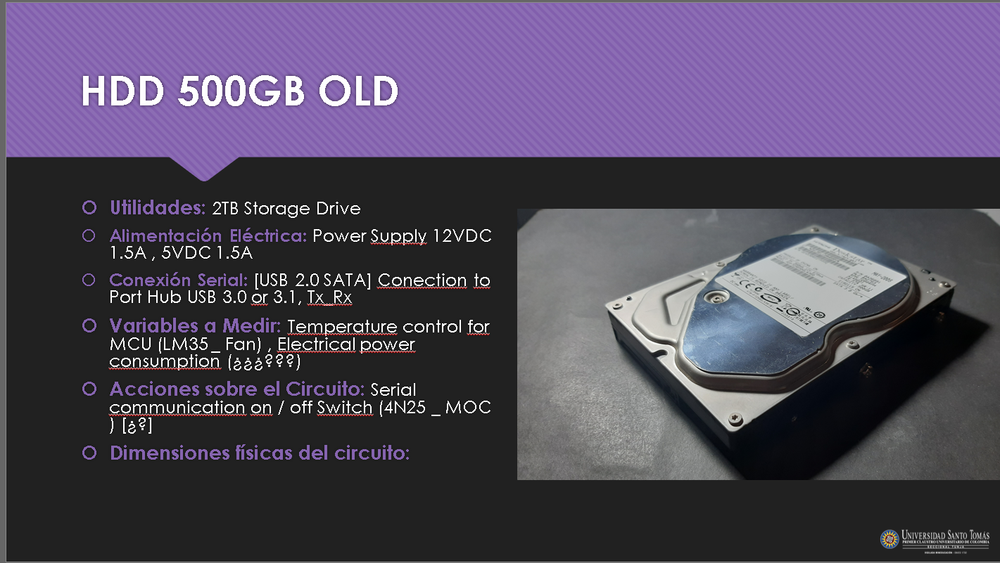 HDD 500GB OLD
Utilidades: 2TB Storage Drive
Alimentación Eléctrica: Power Supply 12VDC
1.5A , 5VDC 1.5A
Conexión Serial: [USB 2.0 SATA] Conection to
Port Hub USB 3.0 or 3.1, Tx_Rx
Variables a Medir: Temperature control for
MCU (LM35_ Fan) , Electrical power
consumption (¿¿¿???)
Acciones sobre el Circuito: Serial
communication on / off Switch (4N25 _ MOC
) [¿?]
Dimensiones físicas del circuito:
Deskstar
UNIVERSIDAD SANTO TOMÁS
PRIMER CLAUSTRO UNIVERSITARIO DE COLOMBIA
SECCIONAL TUNJA